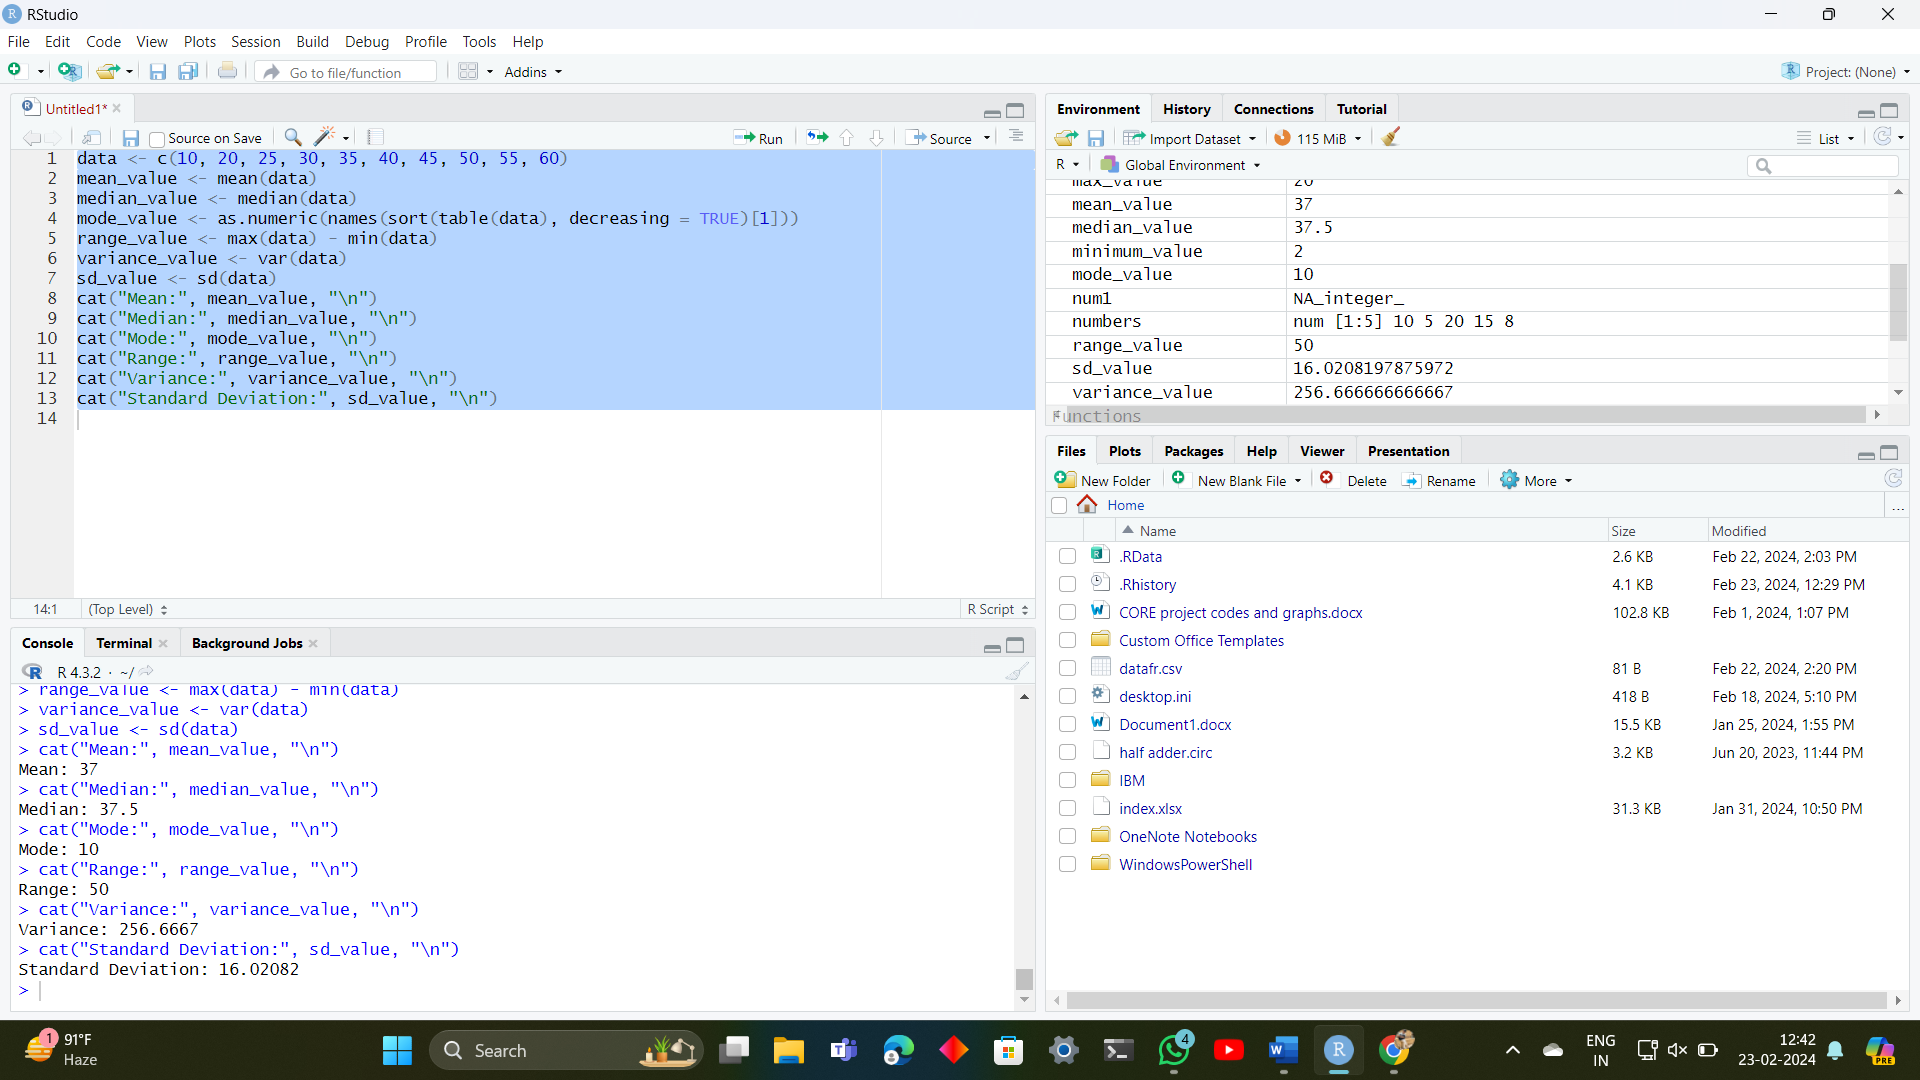 RStudio
File Edit Code View Plots Session Build Debug Profile Tools Help
Go to file/function Addins Project: (None)
Untitled1*
Source on Save Run Source
1 data <- c(10, 20, 25, 30, 35, 40, 45, 50, 55, 60)
2 mean_value <- mean(data)
3 median_value <- median(data)
4 mode_value <- as.numeric(names(sort(table(data), decreasing = TRUE)[1]))
5 range_value <- max(data) - min(data)
6 variance_value <- var(data)
7 sd_value <- sd(data)
8 cat("Mean:", mean_value, "\n")
9 cat("Median:", median_value, "\n")
10 cat("Mode:", mode_value, "\n")
11 cat("Range:", range_value, "\n")
12 cat("Variance:", variance_value, "\n")
13 cat("Standard Deviation:", sd_value, "\n")
14
14:1 (Top Level) R Script
Console Terminal Background Jobs
R 4.3.2 · ~/
> range_value <- max(data) - min(data)
> variance_value <- var(data)
> sd_value <- sd(data)
> cat("Mean:", mean_value, "\n")
Mean: 37
> cat("Median:", median_value, "\n")
Median: 37.5
> cat("Mode:", mode_value, "\n")
Mode: 10
> cat("Range:", range_value, "\n")
Range: 50
> cat("Variance:", variance_value, "\n")
Variance: 256.6667
> cat("Standard Deviation:", sd_value, "\n")
Standard Deviation: 16.02082
>
Environment History Connections Tutorial
Import Dataset 115 MiB List
R Global Environment
max_value 20
mean_value 37
median_value 37.5
minimum_value 2
mode_value 10
num1 NA_integer_
numbers num [1:5] 10 5 20 15 8
range_value 50
sd_value 16.0208197875972
variance_value 256.666666666667
Functions
Files Plots Packages Help Viewer Presentation
New Folder New Blank File Delete Rename More
Home ...
Name Size Modified
.RData 2.6 KB Feb 22, 2024, 2:03 PM
.Rhistory 4.1 KB Feb 23, 2024, 12:29 PM
CORE project codes and graphs.docx 102.8 KB Feb 1, 2024, 1:07 PM
Custom Office Templates
datafr.csv 81 B Feb 22, 2024, 2:20 PM
desktop.ini 418 B Feb 18, 2024, 5:10 PM
Document1.docx 15.5 KB Jan 25, 2024, 1:55 PM
half adder.circ 3.2 KB Jun 20, 2023, 11:44 PM
IBM
index.xlsx 31.3 KB Jan 31, 2024, 10:50 PM
OneNote Notebooks
WindowsPowerShell
1 91°F
Haze
Search
4
ENG
IN
12:42
23-02-2024
PRE